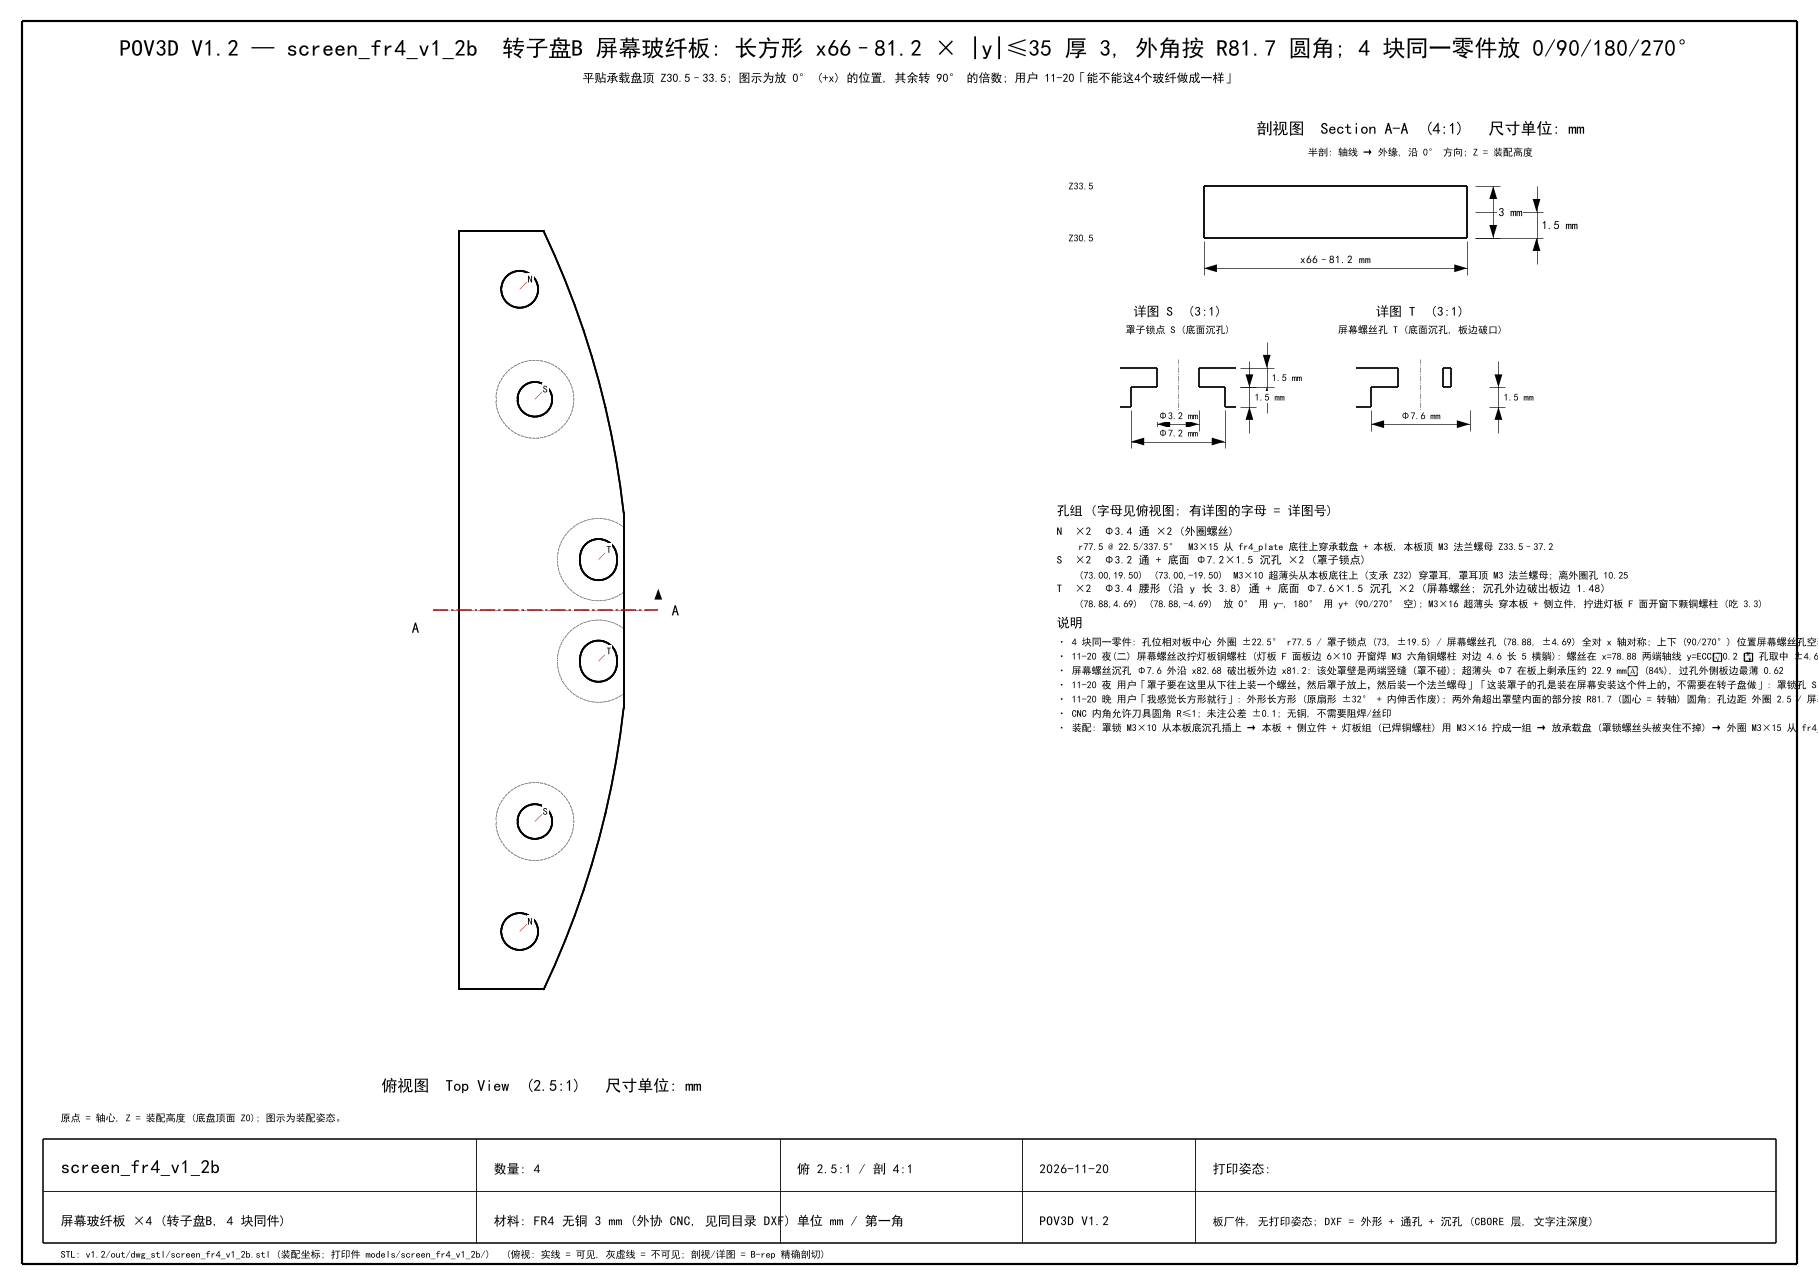 POV3D V1.2 — screen_fr4_v1_2b 转子盘B 屏幕玻纤板: 长方形 x66–81.2 × |y|≤35 厚 3, 外角按 R81.7 圆角; 4 块同一零件放 0/90/180/270°
平贴承载盘顶 Z30.5–33.5; 图示为放 0° (+x) 的位置, 其余转 90° 的倍数; 用户 11-20「能不能这4个玻纤做成一样」
剖视图 Section A-A (4:1) 尺寸单位: mm
半剖: 轴线 → 外缘, 沿 0° 方向; Z = 装配高度
Z33.5
3 mm
1.5 mm
Z30.5
x66–81.2 mm
详图 S (3:1)
罩子锁点 S (底面沉孔)
1.5 mm
1.5 mm
Φ3.2 mm
Φ7.2 mm
详图 T (3:1)
屏幕螺丝孔 T (底面沉孔, 板边破口)
1.5 mm
Φ7.6 mm
N
S
T
A
A
T
S
N
孔组 (字母见俯视图; 有详图的字母 = 详图号)
N ×2 Φ3.4 通 ×2 (外圈螺丝)
r77.5 @ 22.5/337.5° M3×15 从 fr4_plate 底往上穿承载盘 + 本板, 本板顶 M3 法兰螺母 Z33.5–37.2
S ×2 Φ3.2 通 + 底面 Φ7.2×1.5 沉孔 ×2 (罩子锁点)
(73.00,19.50) (73.00,-19.50) M3×10 超薄头从本板底往上 (支承 Z32) 穿罩耳, 罩耳顶 M3 法兰螺母; 离外圈孔 10.25
T ×2 Φ3.4 腰形 (沿 y 长 3.8) 通 + 底面 Φ7.6×1.5 沉孔 ×2 (屏幕螺丝; 沉孔外边破出板边 1.48)
(78.88,4.69) (78.88,-4.69) 放 0° 用 y-, 180° 用 y+ (90/270° 空); M3×16 超薄头 穿本板 + 侧立件, 拧进灯板 F 面开窗下颗铜螺柱 (吃 3.3)
说明
· 4 块同一零件: 孔位相对板中心 外圈 ±22.5° r77.5 / 罩子锁点 (73, ±19.5) / 屏幕螺丝孔 (78.88, ±4.69) 全对 x 轴对称; 上下 (90/270°) 位置屏幕螺丝孔空
· 11-20 夜(二) 屏幕螺丝改拧灯板铜螺柱 (灯板 F 面板边 6×10 开窗焊 M3 六角铜螺柱 对边 4.6 长 5 横躺): 螺丝在 x=78.88 两端轴线 y=ECC 0.2 孔取中 ±4.6
屏幕螺丝沉孔 Φ7.6 外沿 x82.68 破出板外边 x81.2: 该处罩壁是两端竖缝 (罩不碰); 超薄头 Φ7 在板上剩承压约 22.9 mm (84%), 过孔外侧板边最薄 0.62
· 11-20 夜 用户「罩子要在这里从下往上装一个螺丝, 然后罩子放上, 然后装一个法兰螺母」「这装罩子的孔是装在屏幕安装这个件上的, 不需要在转子盘做」: 罩锁孔 S
· 11-20 晚 用户「我感觉长方形就行」: 外形长方形 (原扇形 ±32° + 内伸舌作废); 两外角超出罩壁内面的部分按 R81.7 (圆心 = 转轴) 圆角; 孔边距 外圈 2.5 / 屏
· CNC 内角允许刀具圆角 R≤1; 未注公差 ±0.1; 无铜, 不需要阻焊/丝印
· 装配: 罩锁 M3×10 从本板底沉孔插上 → 本板 + 侧立件 + 灯板组 (已焊铜螺柱) 用 M3×16 拧成一组 → 放承载盘 (罩锁螺丝头被夹住不掉) → 外圈 M3×15 从 fr4_
俯视图 Top View (2.5:1) 尺寸单位: mm
原点 = 轴心, Z = 装配高度 (底盘顶面 Z0); 图示为装配姿态。
screen_fr4_v1_2b
数量: 4
俯 2.5:1 / 剖 4:1
2026-11-20
打印姿态:
屏幕玻纤板 ×4 (转子盘B, 4 块同件)
材料: FR4 无铜 3 mm (外协 CNC, 见同目录 DXF)
单位 mm / 第一角
POV3D V1.2
板厂件, 无打印姿态; DXF = 外形 + 通孔 + 沉孔 (CBORE 层, 文字注深度)
STL: v1.2/out/dwg_stl/screen_fr4_v1_2b.stl (装配坐标; 打印件 models/screen_fr4_v1_2b/) (俯视: 实线 = 可见, 灰虚线 = 不可见; 剖视/详图 = B-rep 精确剖切)